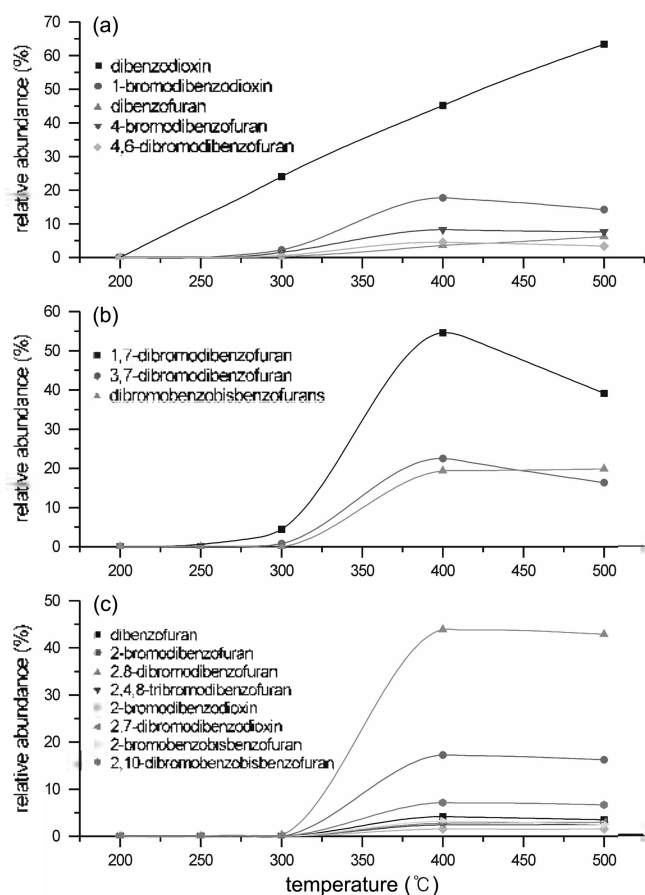 (a)
dibenzodioxin
1-bromodibenzodioxin
dibenzofuran
4-bromodibenzofuran
4,6-dibromodibenzofuran
relative abundance (%)
70
60
50
40
30
20
10
0
200 250 300 350 400 450 500
(b)
1,7-dibromodibenzofuran
3,7-dibromodibenzofuran
dibromobenzobisbenzofurans
relative abundance (%)
60
50
40
30
20
10
0
200 250 300 350 400 450 500
(c)
dibenzofuran
2-bromodibenzofuran
2,8-dibromodibenzofuran
2,4,8-tribromodibenzofuran
2-bromodibenzodioxin
2,7-dibromodibenzodioxin
2-bromobenzobisbenzofuran
2,10-dibromobenzobisbenzofuran
relative abundance (%)
50
40
30
20
10
0
200 250 300 350 400 450 500
temperature (℃)